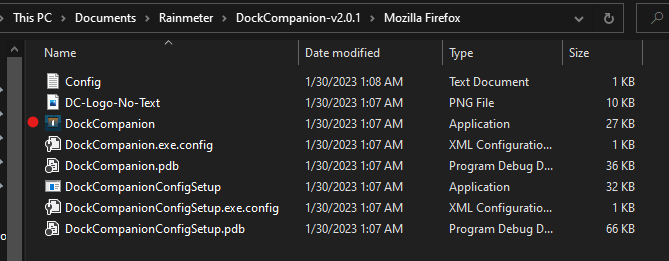 This PC > Documents > Rainmeter > DockCompanion-v2.0.1 > Mozilla Firefox
Name Date modified Type Size
Config 1/30/2023 1:08 AM Text Document 1 KB
DC-Logo-No-Text 1/30/2023 1:07 AM PNG File 10 KB
DockCompanion 1/30/2023 1:07 AM Application 27 KB
DockCompanion.exe.config 1/30/2023 1:07 AM XML Configuratio... 1 KB
DockCompanion.pdb 1/30/2023 1:07 AM Program Debug D... 36 KB
DockCompanionConfigSetup 1/30/2023 1:07 AM Application 32 KB
DockCompanionConfigSetup.exe.config 1/30/2023 1:07 AM XML Configuratio... 1 KB
DockCompanionConfigSetup.pdb 1/30/2023 1:07 AM Program Debug D... 66 KB